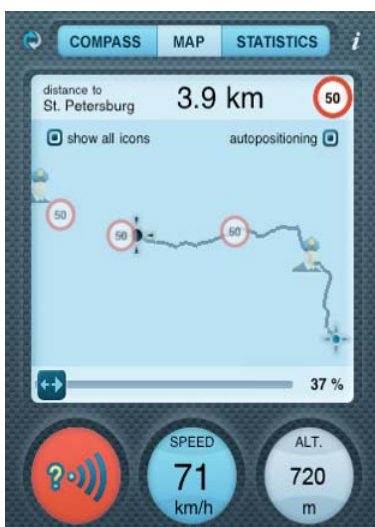 COMPASS MAP STATISTICS i
distance to
St. Petersburg
3.9 km
50
show all icons
autopositioning
50
50
50
37 %
?
SPEED
71
km/h
ALT.
720
m